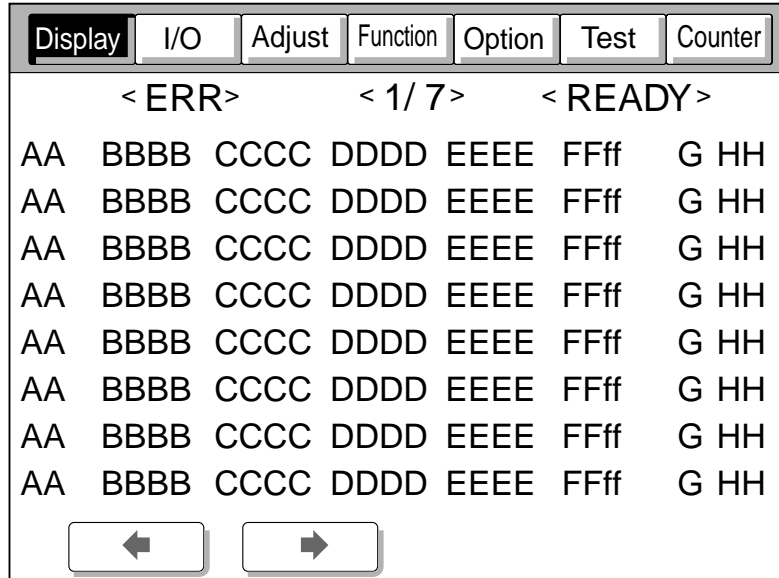 Display I/O Adjust Function Option Test Counter
< ERR> < 1/ 7> < READY>
AA BBBB CCCC DDDD EEEE FFff G HH
AA BBBB CCCC DDDD EEEE FFff G HH
AA BBBB CCCC DDDD EEEE FFff G HH
AA BBBB CCCC DDDD EEEE FFff G HH
AA BBBB CCCC DDDD EEEE FFff G HH
AA BBBB CCCC DDDD EEEE FFff G HH
AA BBBB CCCC DDDD EEEE FFff G HH
AA BBBB CCCC DDDD EEEE FFff G HH